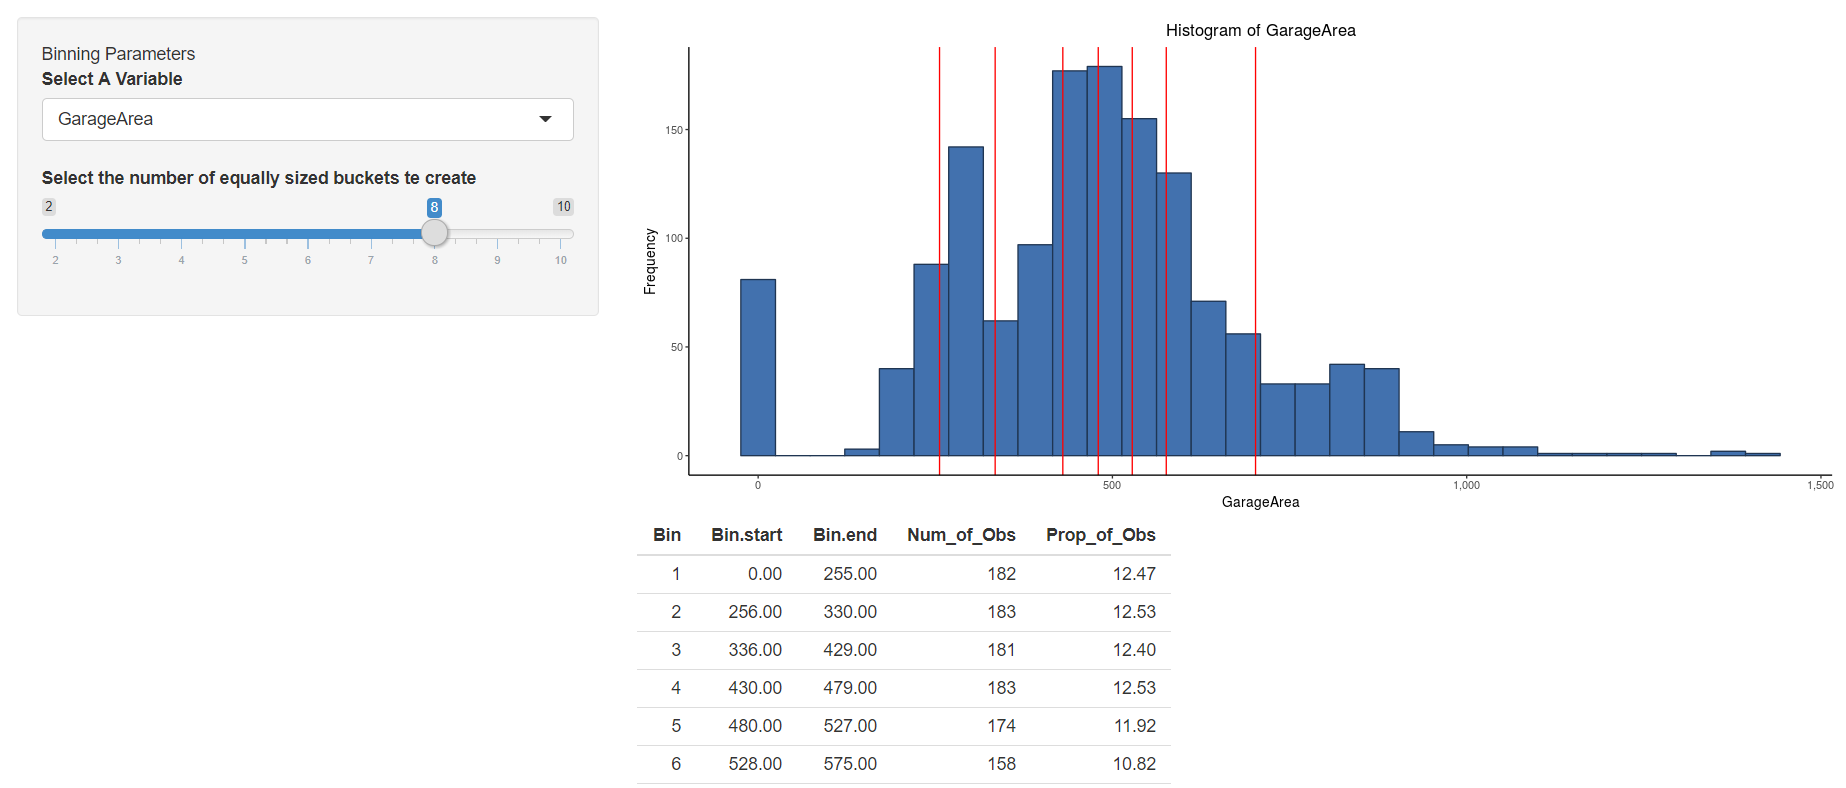 Binning Parameters
Select A Variable
GarageArea
Select the number of equally sized buckets te create
2 8 10
2 3 4 5 6 7 8 9 10
Histogram of GarageArea
Frequency
150
100
50
0
0 500 1,000 1,500
GarageArea
Bin Bin.start Bin.end Num_of_Obs Prop_of_Obs
1 0.00 255.00 182 12.47
2 256.00 330.00 183 12.53
3 336.00 429.00 181 12.40
4 430.00 479.00 183 12.53
5 480.00 527.00 174 11.92
6 528.00 575.00 158 10.82